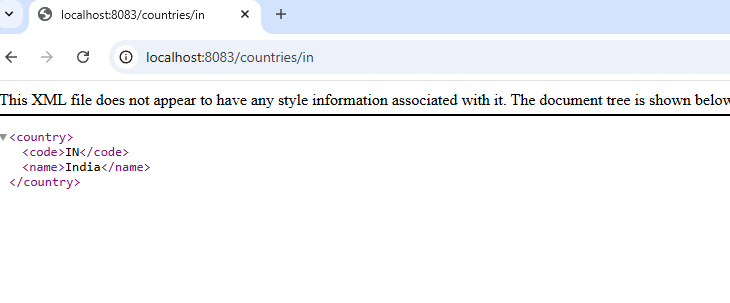 localhost:8083/countries/in
localhost:8083/countries/in
This XML file does not appear to have any style information associated with it. The document tree is shown below
<country>
<code>IN</code>
<name>India</name>
</country>